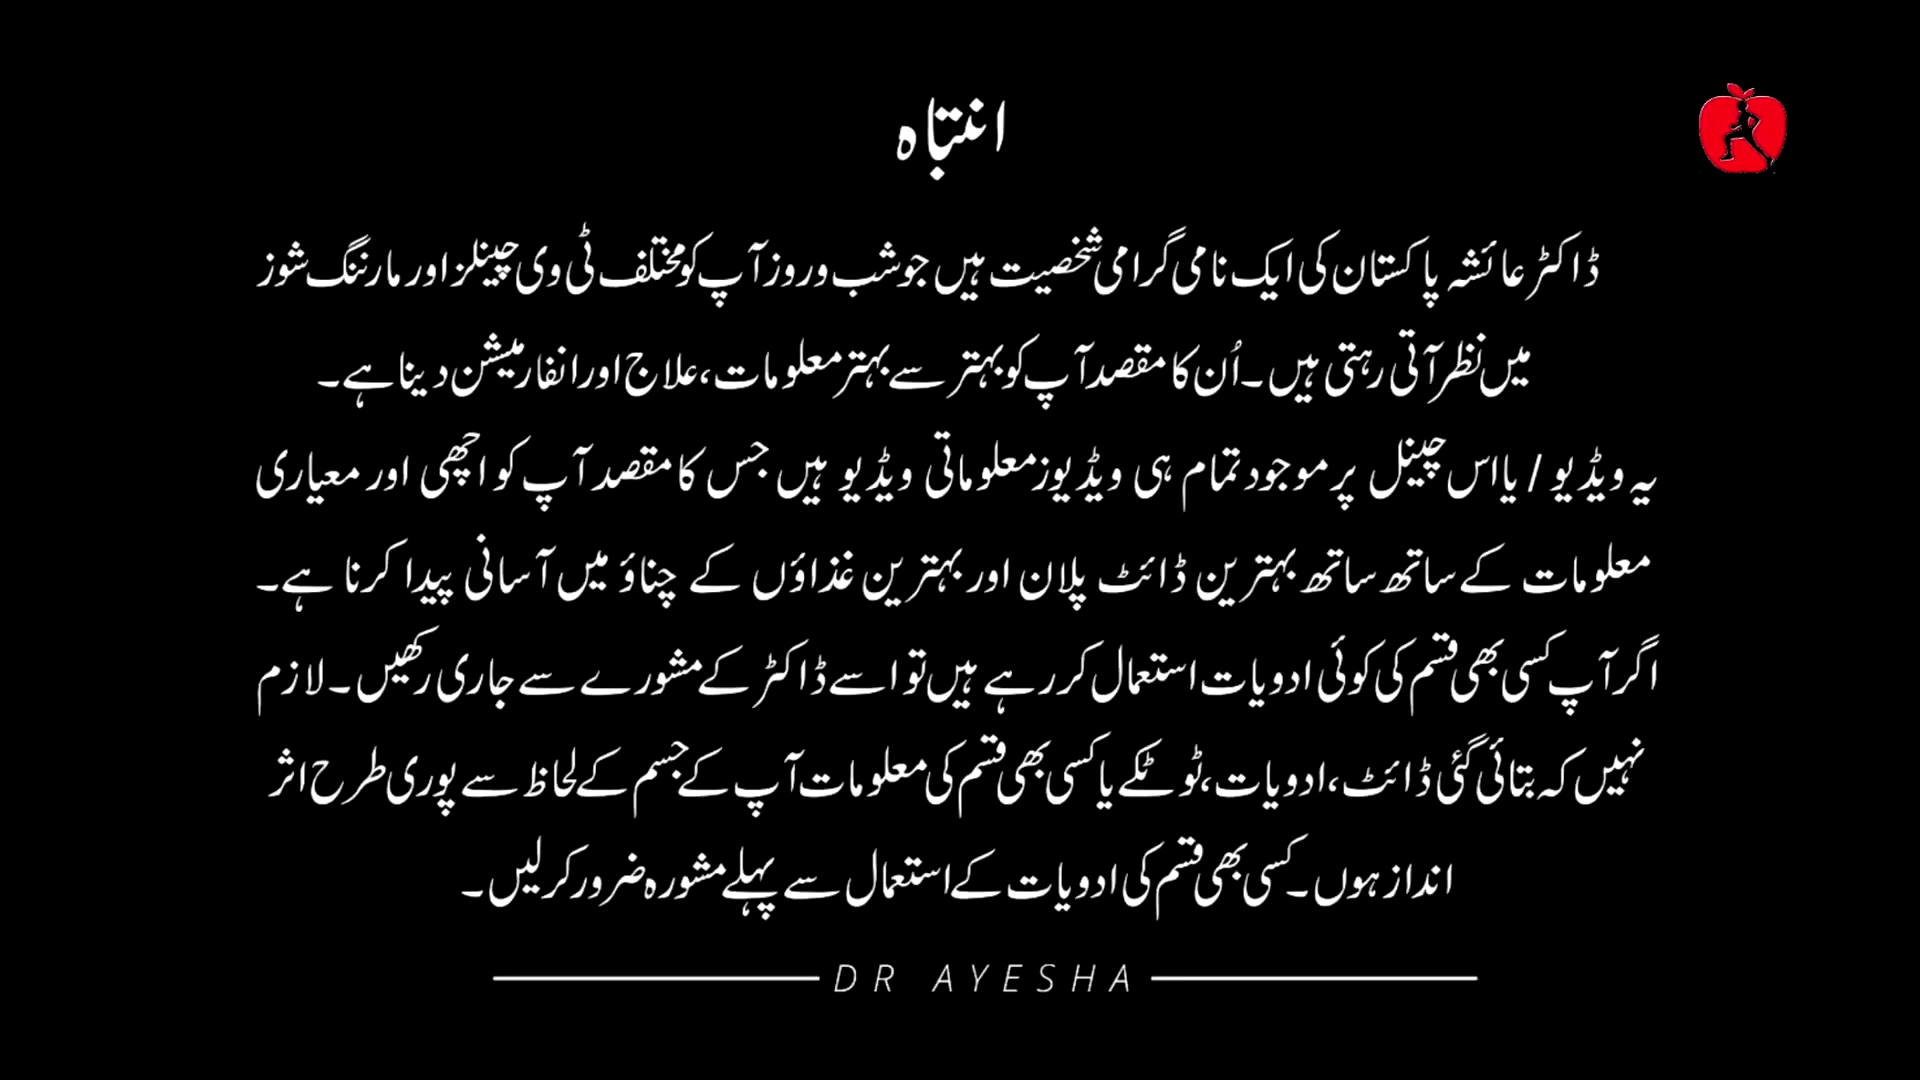 انتباہ
ڈاکٹر عائشہ پاکستان کی ایک نامی گرامی شخصیت ہیں جو شب و روز آپ کو مختلف ٹی وی چینلز اور مارننگ شوز
میں نظر آتی رہتی ہیں۔ اُن کا مقصد آپ کو بہتر سے بہتر معلومات، علاج اور انفارمیشن دینا ہے۔
یہ ویڈیو / یا اس چینل پر موجود تمام ہی ویڈیوز معلوماتی ویڈیو ہیں جس کا مقصد آپ کو اچھی اور معیاری
معلومات کے ساتھ ساتھ بہترین ڈائٹ پلان اور بہترین غذاؤں کے چناؤ میں آسانی پیدا کرنا ہے۔
اگر آپ کسی بھی قسم کی کوئی ادویات استعمال کر رہے ہیں تو اسے ڈاکٹر کے مشورے سے جاری رکھیں۔ لازم
نہیں کہ بتائی گئی ڈائٹ، ادویات، ٹوٹکے یا کسی بھی قسم کی معلومات آپ کے جسم کے لحاظ سے پوری طرح اثر
انداز ہوں۔ کسی بھی قسم کی ادویات کے استعمال سے پہلے مشورہ ضرور کر لیں۔
DR AYESHA